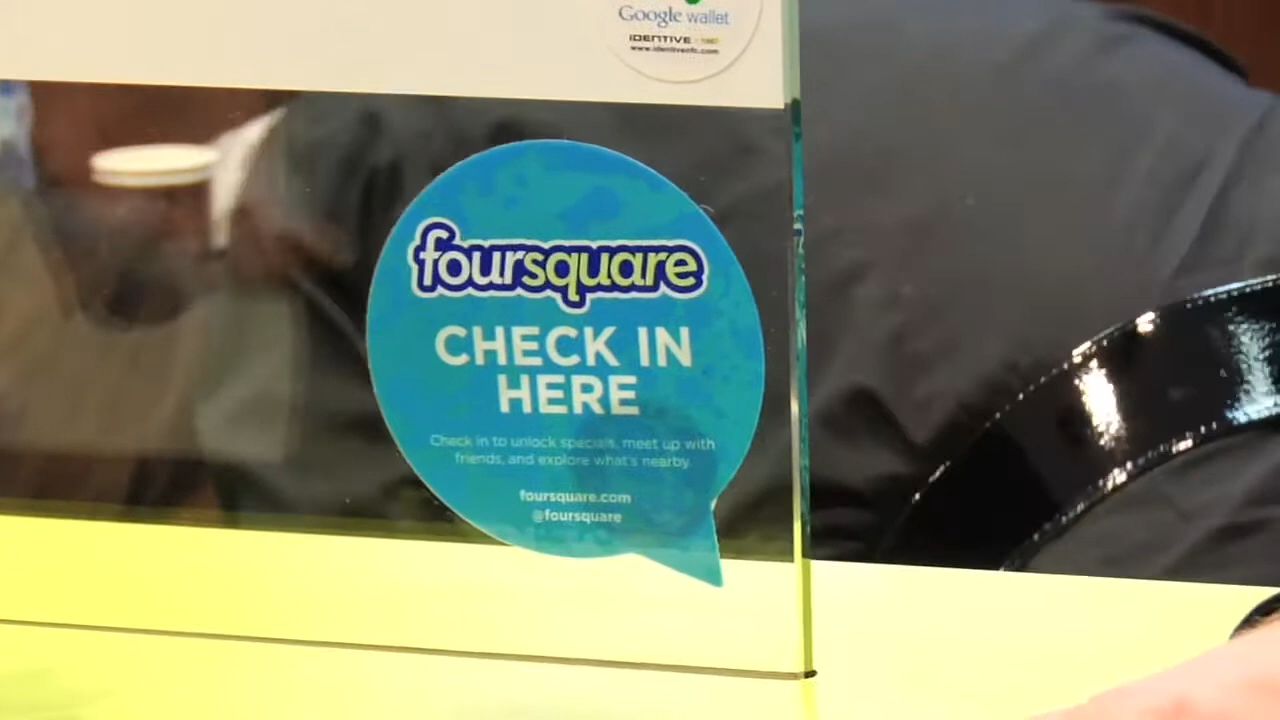 Google wallet
IDENTIVE
www.identivenfc.com
foursquare
CHECK IN
HERE
Check in to unlock specials, meet up with
friends, and explore what's nearby.
foursquare.com
@foursquare